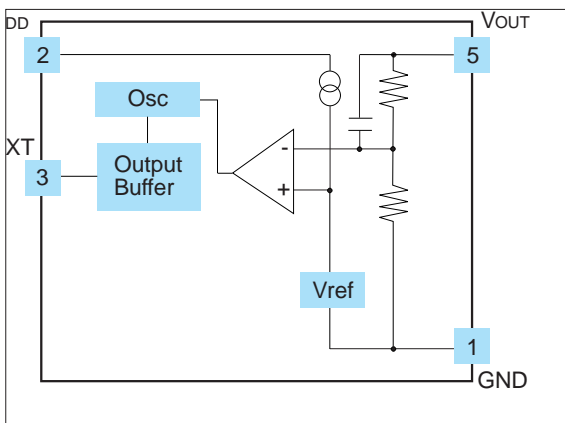 DD
VOUT
2
5
Osc
XT
3
Output
Buffer
-
+
Vref
1
GND